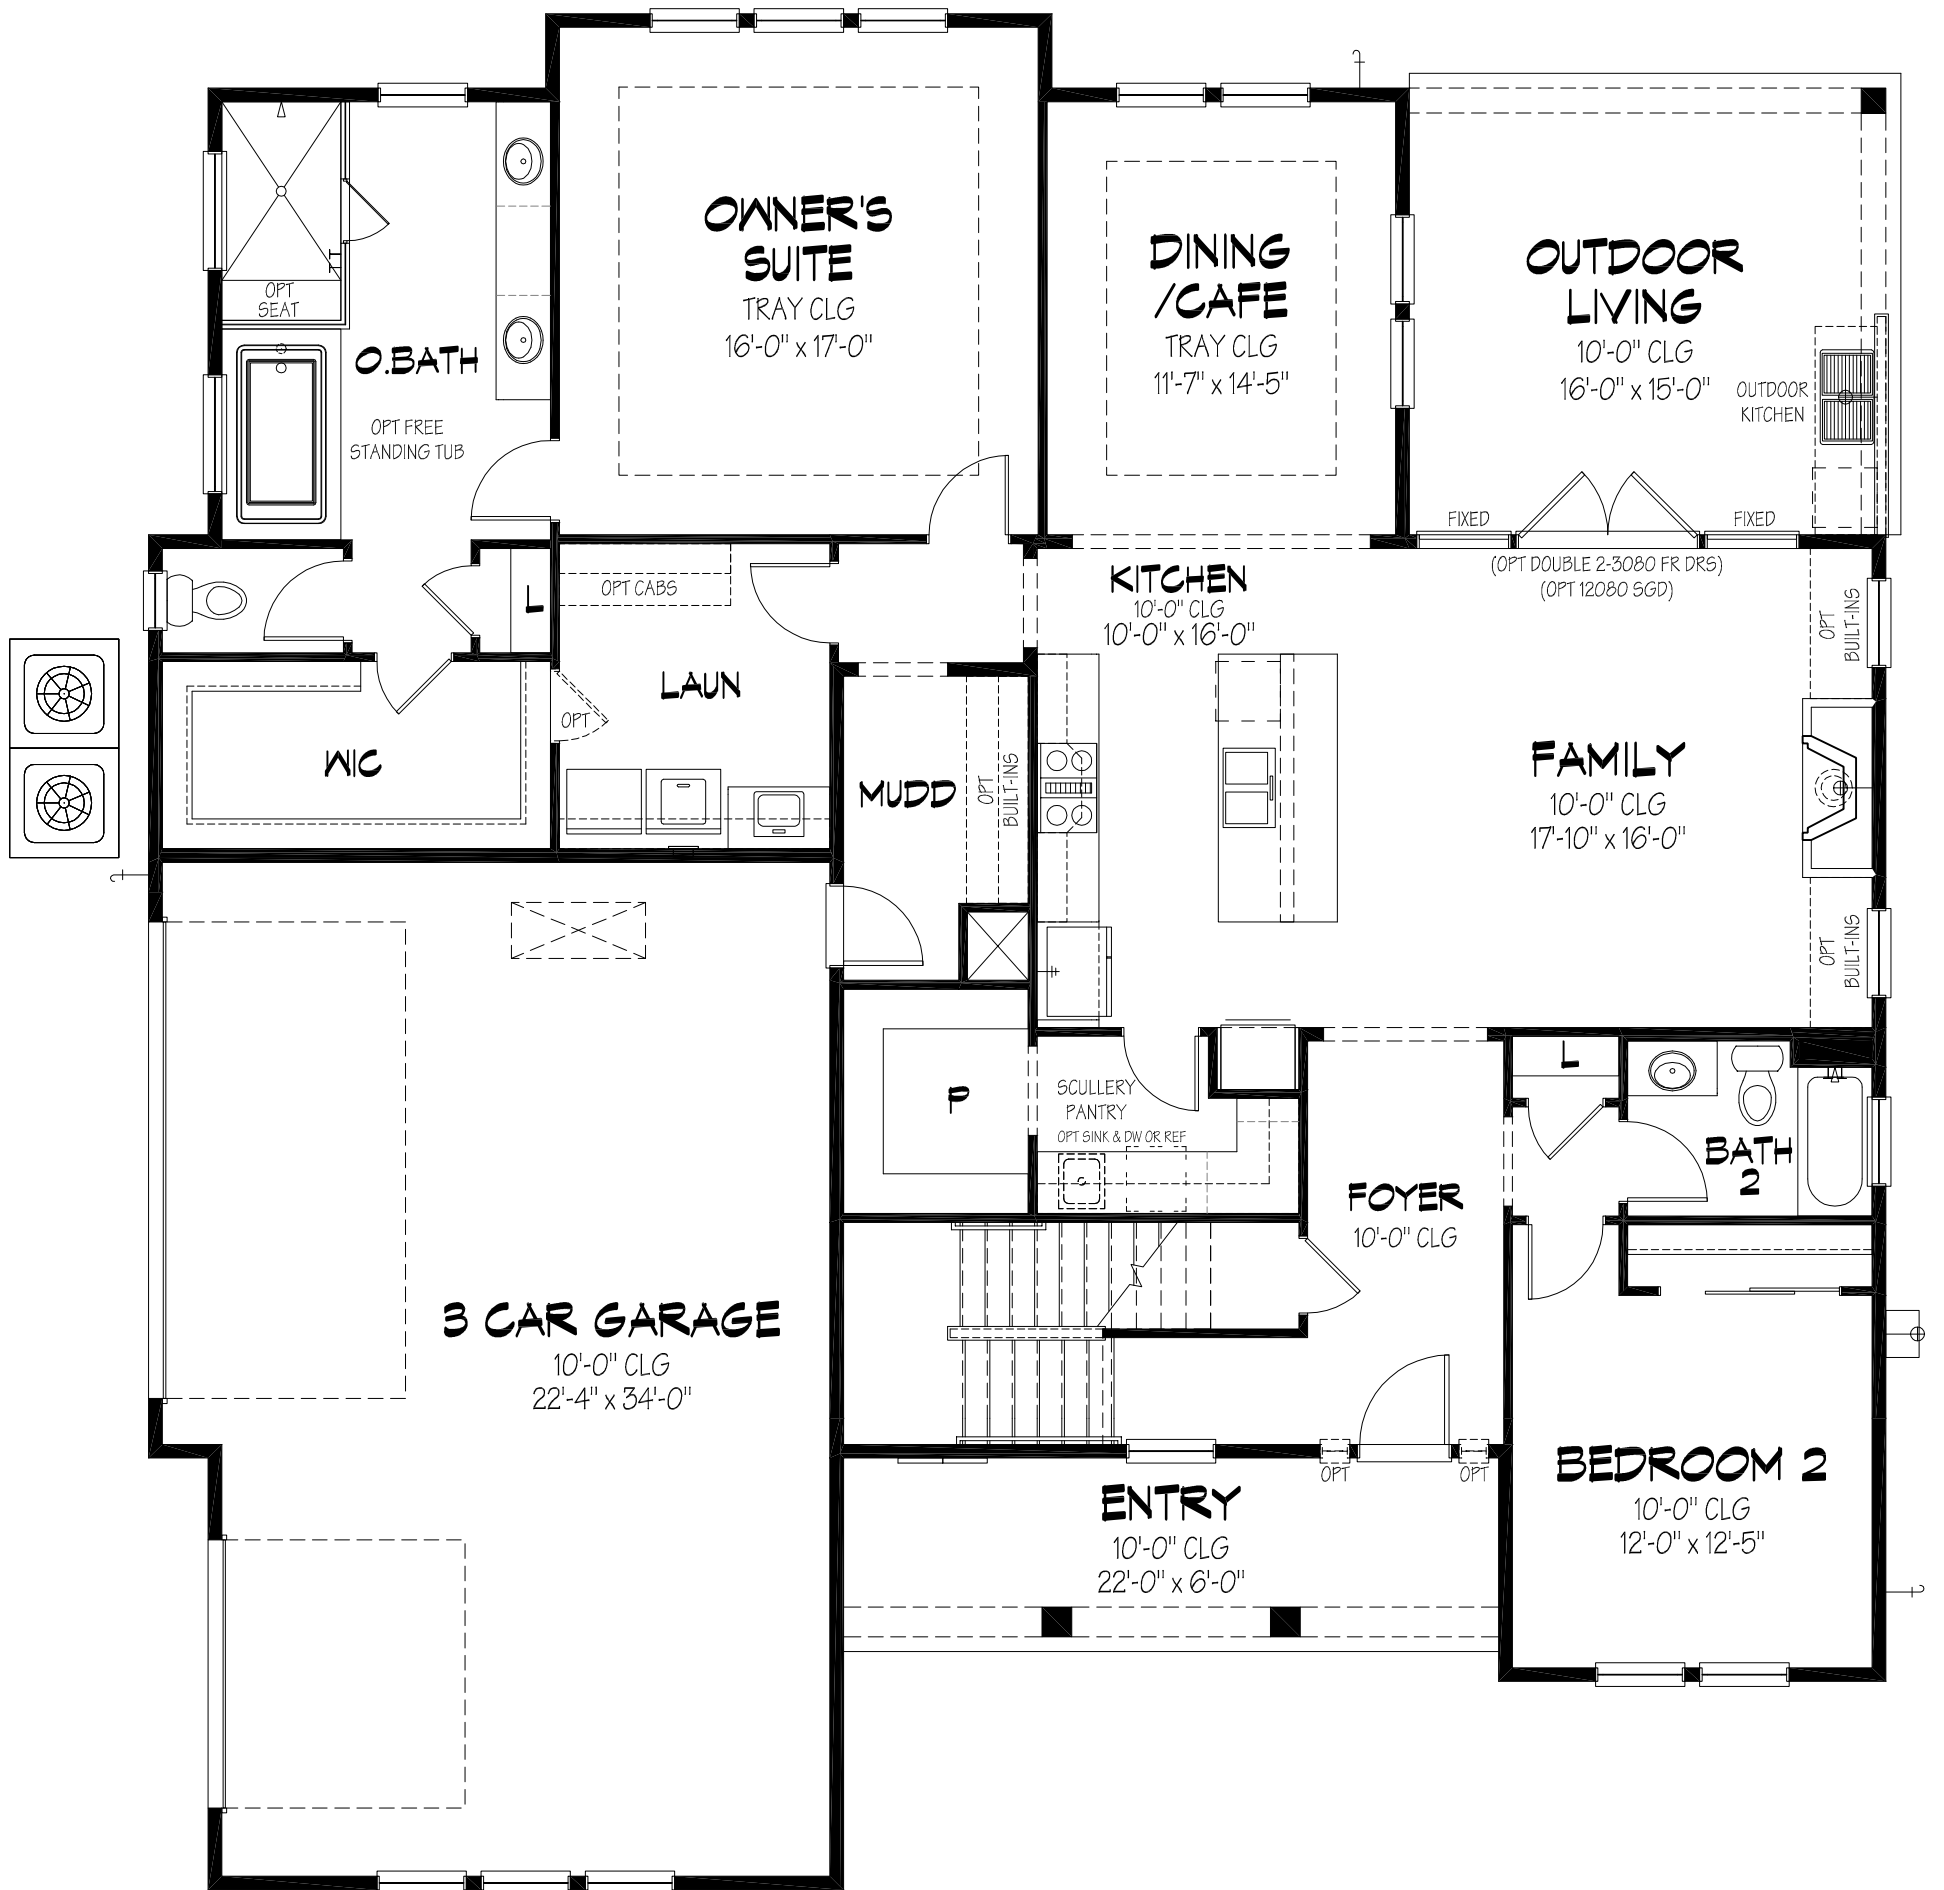 OWNER'S
SUITE
TRAY CLG
16'-0" x 17'-0"
DINING
/CAFE
TRAY CLG
11'-7" x 14'-5"
OUTDOOR
LIVING
10'-0" CLG
16'-0" x 15'-0"
OUTDOOR
KITCHEN
OPT
SEAT
O.BATH
OPT FREE
STANDING TUB
FIXED
FIXED
(OPT DOUBLE 2-3080 FR DRS)
(OPT 12080 SGD)
KITCHEN
10'-0" CLG
10'-0" x 16'-0"
OPT CABS
L
LAUN
OPT
WIC
MUDD
OPT
BUILT-INS
OPT
BUILT-INS
FAMILY
10'-0" CLG
17'-10" x 16'-0"
OPT
BUILT-INS
P
SCULLERY
PANTRY
OPT SINK & DW OR REF
L
BATH
2
FOYER
10'-0" CLG
3 CAR GARAGE
10'-0" CLG
22'-4" x 34'-0"
OPT
OPT
ENTRY
10'-0" CLG
22'-0" x 6'-0"
BEDROOM 2
10'-0" CLG
12'-0" x 12'-5"